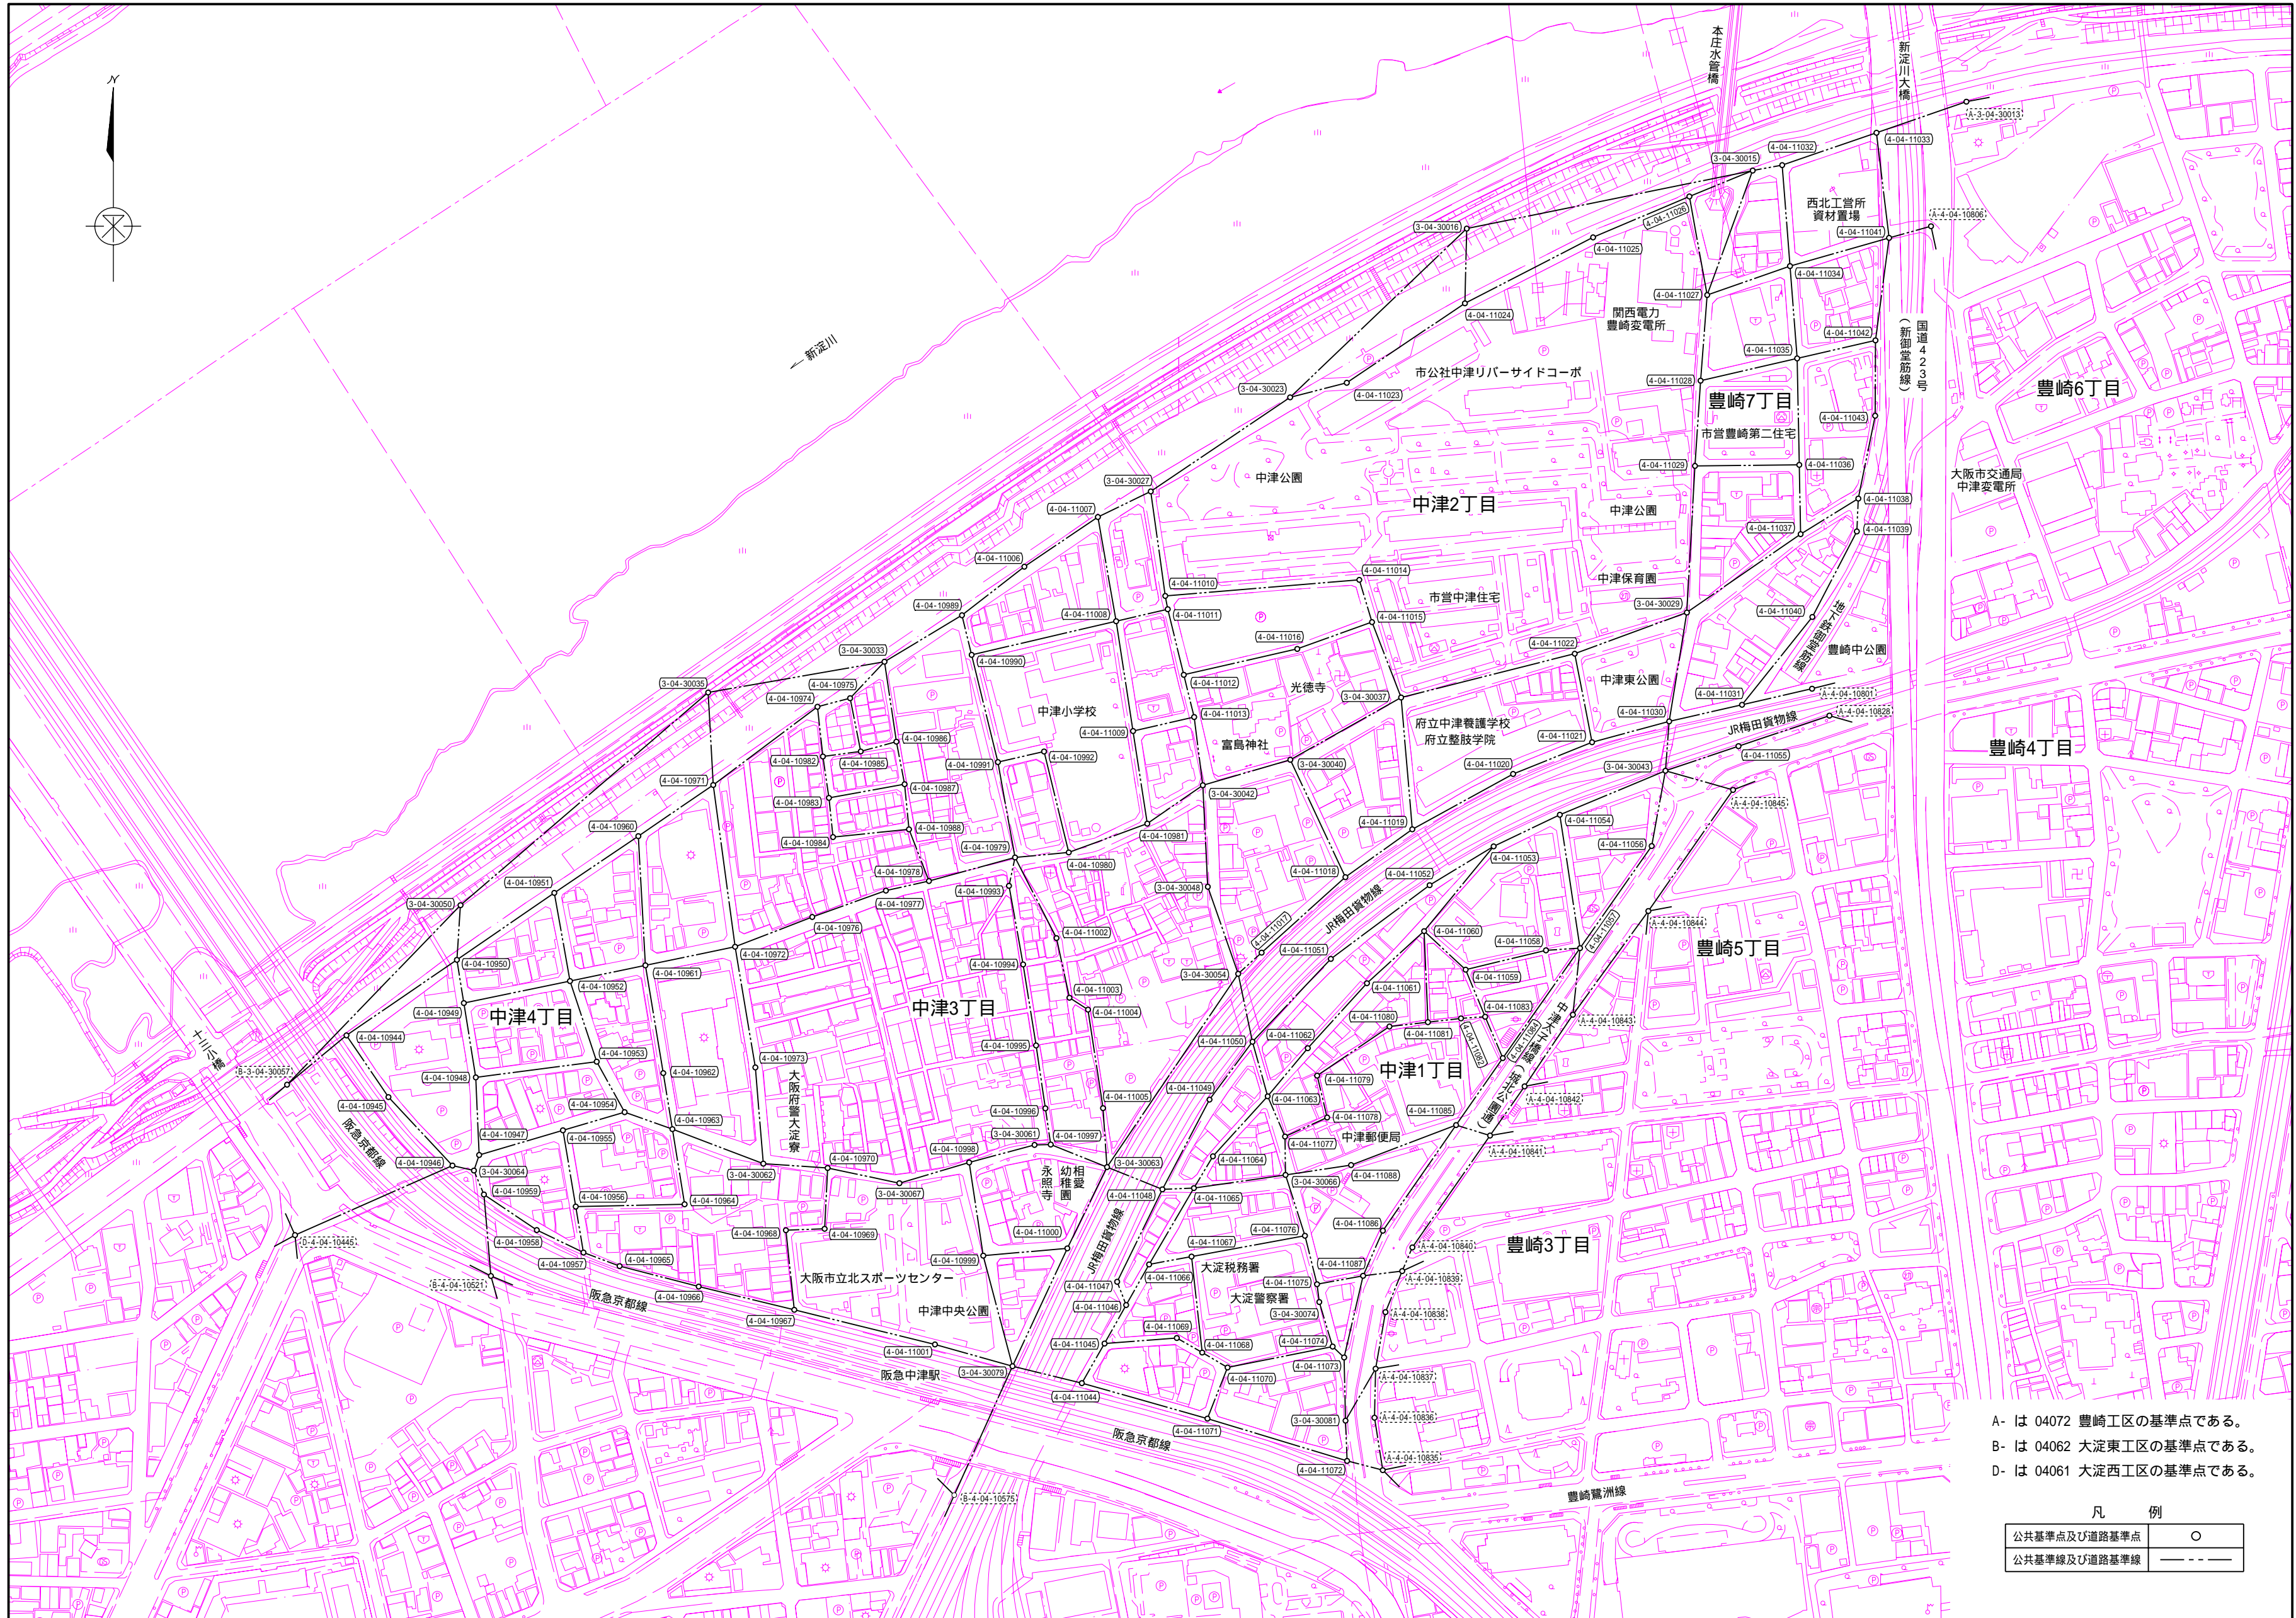 N
本庄水管橋
新淀川大橋
A-3-04-30013
4-04-11033
4-04-11032
3-04-30015
西北工営所
資材置場
A-4-04-10806
4-04-11026
4-04-11041
3-04-30016
4-04-11025
4-04-11034
4-04-11027
関西電力
豊崎変電所
4-04-11024
4-04-11042
国道423号
(新御堂筋線)
← 新淀川
4-04-11035
市公社中津リバーサイドコーポ
4-04-11028
豊崎6丁目
3-04-30023
4-04-11023
豊崎7丁目
4-04-11043
市営豊崎第二住宅
4-04-11029
4-04-11036
中津公園
大阪市交通局
中津変電所
3-04-30027
中津2丁目
4-04-11038
4-04-11007
中津公園
4-04-11037
4-04-11039
4-04-11006
4-04-11014
4-04-11010
中津保育園
市営中津住宅
3-04-30029
4-04-10989
4-04-11008
4-04-11011
4-04-11015
4-04-11040
地下鉄御堂筋線
4-04-11016
4-04-11022
豊崎中公園
3-04-30033
4-04-10990
4-04-11012
光徳寺
3-04-30037
中津東公園
3-04-30035
4-04-10975
4-04-10974
4-04-11031
A-4-04-10801
中津小学校
4-04-11013
4-04-11030
A-4-04-10828
府立中津養護学校
府立整肢学院
JR梅田貨物線
4-04-11009
4-04-10986
富島神社
4-04-11021
豊崎4丁目
4-04-10982
4-04-10985
4-04-10991
4-04-10992
3-04-30040
4-04-11020
3-04-30043
4-04-11055
4-04-10971
4-04-10987
3-04-30042
4-04-10983
A-4-04-10845
4-04-10960
4-04-10988
4-04-10984
4-04-10981
4-04-11019
4-04-11054
4-04-10979
4-04-11056
4-04-10980
4-04-11053
4-04-10978
4-04-11018
4-04-11052
4-04-10951
4-04-10993
3-04-30048
3-04-30050
4-04-10977
JR梅田貨物線
4-04-10976
4-04-11002
4-04-11017
4-04-11060
4-04-11057
A-4-04-10844
4-04-11058
豊崎5丁目
4-04-10972
4-04-11051
4-04-10950
4-04-10961
4-04-10994
3-04-30054
4-04-11059
4-04-10952
4-04-11061
4-04-10949
中津4丁目
中津3丁目
4-04-11003
4-04-11004
4-04-11083
4-04-11080
中津太子橋線(城北公園通)
A-4-04-10843
十三小橋
4-04-10944
4-04-11081
4-04-11082
4-04-11084
4-04-10995
4-04-11050
4-04-11062
4-04-10953
4-04-10973
B-3-04-30057
4-04-10948
4-04-10962
大阪府警大淀寮
4-04-11079
中津1丁目
4-04-11049
4-04-11005
4-04-11063
A-4-04-10842
4-04-10945
4-04-10954
4-04-10996
4-04-11078
4-04-11085
4-04-10963
阪急京都線
4-04-10947
4-04-10955
3-04-30061
4-04-10997
中津郵便局
4-04-11077
A-4-04-10841
4-04-10998
4-04-10970
4-04-10946
3-04-30064
3-04-30062
3-04-30063
4-04-11064
4-04-11088
3-04-30066
3-04-30067
永照寺
相愛
幼稚園
4-04-10959
4-04-10956
4-04-10964
4-04-11048
4-04-11065
4-04-10968
4-04-10969
4-04-11000
JR梅田貨物線
4-04-11076
4-04-11086
D-4-04-10445
4-04-10958
4-04-11067
A-4-04-10840
豊崎3丁目
4-04-10957
4-04-10965
4-04-10999
大淀税務署
4-04-11087
大阪市立北スポーツセンター
4-04-11066
A-4-04-10839
B-4-04-10521
4-04-11047
大淀警察署
4-04-11075
阪急京都線
4-04-10966
中津中央公園
4-04-11046
3-04-30074
A-4-04-10838
4-04-10967
4-04-11069
4-04-11074
4-04-11001
4-04-11045
4-04-11068
4-04-11073
阪急中津駅
3-04-30079
4-04-11070
A-4-04-10837
4-04-11044
3-04-30081
A-4-04-10836
4-04-11071
阪急京都線
A-4-04-10835
4-04-11072
B-4-04-10575
豊崎鷺洲線
A- は 04072 豊崎工区の基準点である。
B- は 04062 大淀東工区の基準点である。
D- は 04061 大淀西工区の基準点である。
凡 例
公共基準点及び道路基準点
公共基準線及び道路基準線